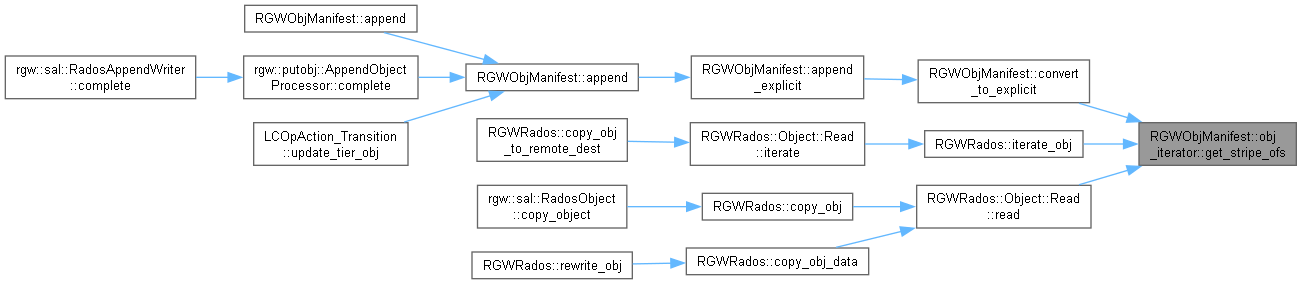 RGWObjManifest::append
rgw::sal::RadosAppendWriter
::complete
rgw::putobj::AppendObject
Processor::complete
RGWObjManifest::append
RGWObjManifest::append
_explicit
RGWObjManifest::convert
_to_explicit
LCOpAction_Transition
::update_tier_obj
RGWRados::copy_obj
_to_remote_dest
RGWRados::Object::Read
::iterate
RGWRados::iterate_obj
RGWObjManifest::obj
_iterator::get_stripe_ofs
rgw::sal::RadosObject
::copy_object
RGWRados::copy_obj
RGWRados::Object::Read
::read
RGWRados::rewrite_obj
RGWRados::copy_obj_data